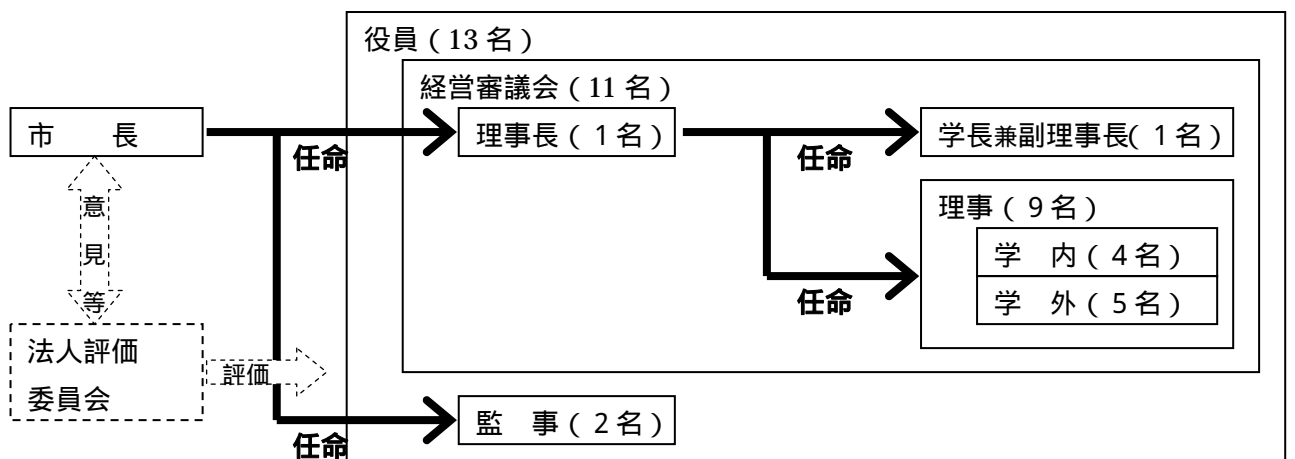 役員（13名）
経営審議会（11名）
市　長
任命
理事長（1名）
任命
学長兼副理事長（1名）
理事（9名）
学　内（4名）
学　外（5名）
任命
意見等
法人評価
委員会
評価
任命
監　事（2名）